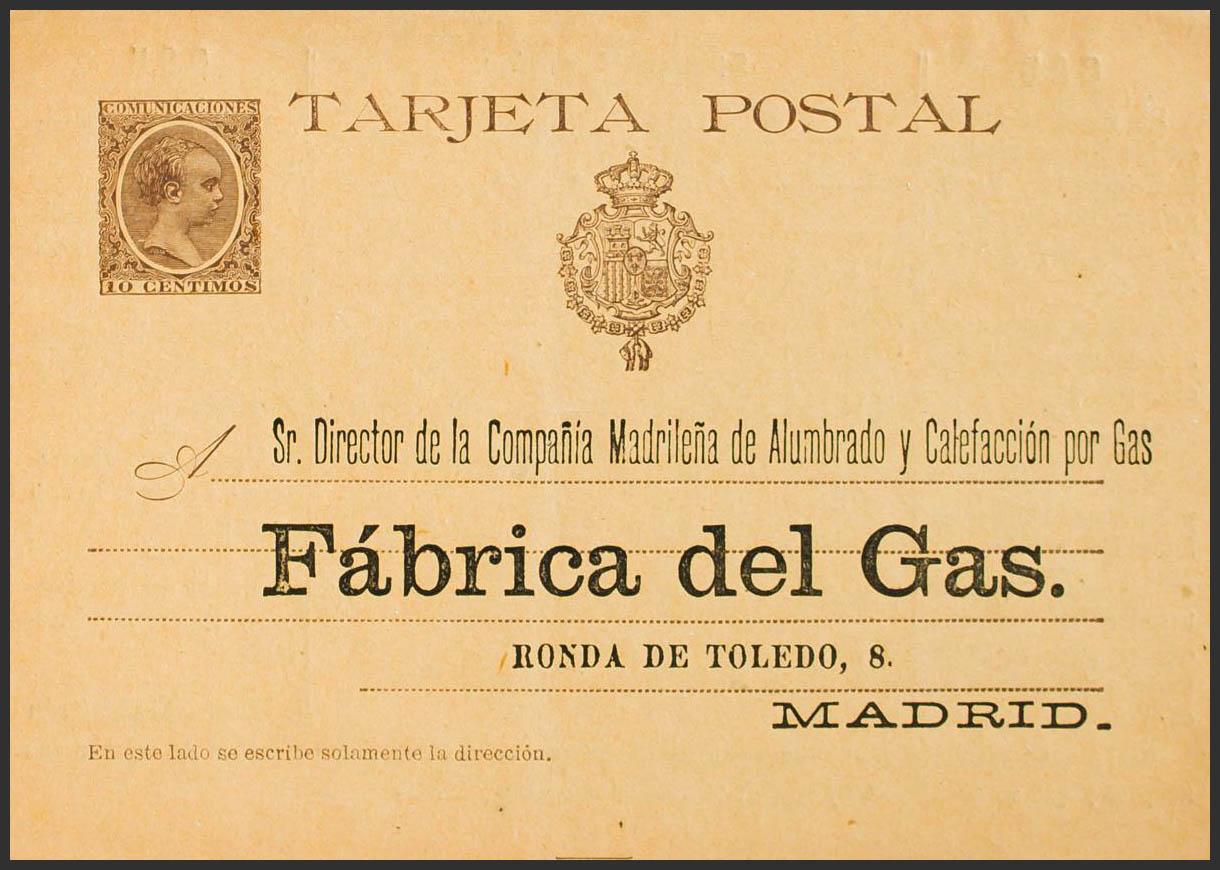 COMUNICACIONES
TARJETA POSTAL
10 CENTIMOS
A Sr. Director de la Compañía Madrileña de Alumbrado y Calefacción por Gas
Fábrica del Gas.
RONDA DE TOLEDO, 8.
MADRID.
En este lado se escribe solamente la dirección.